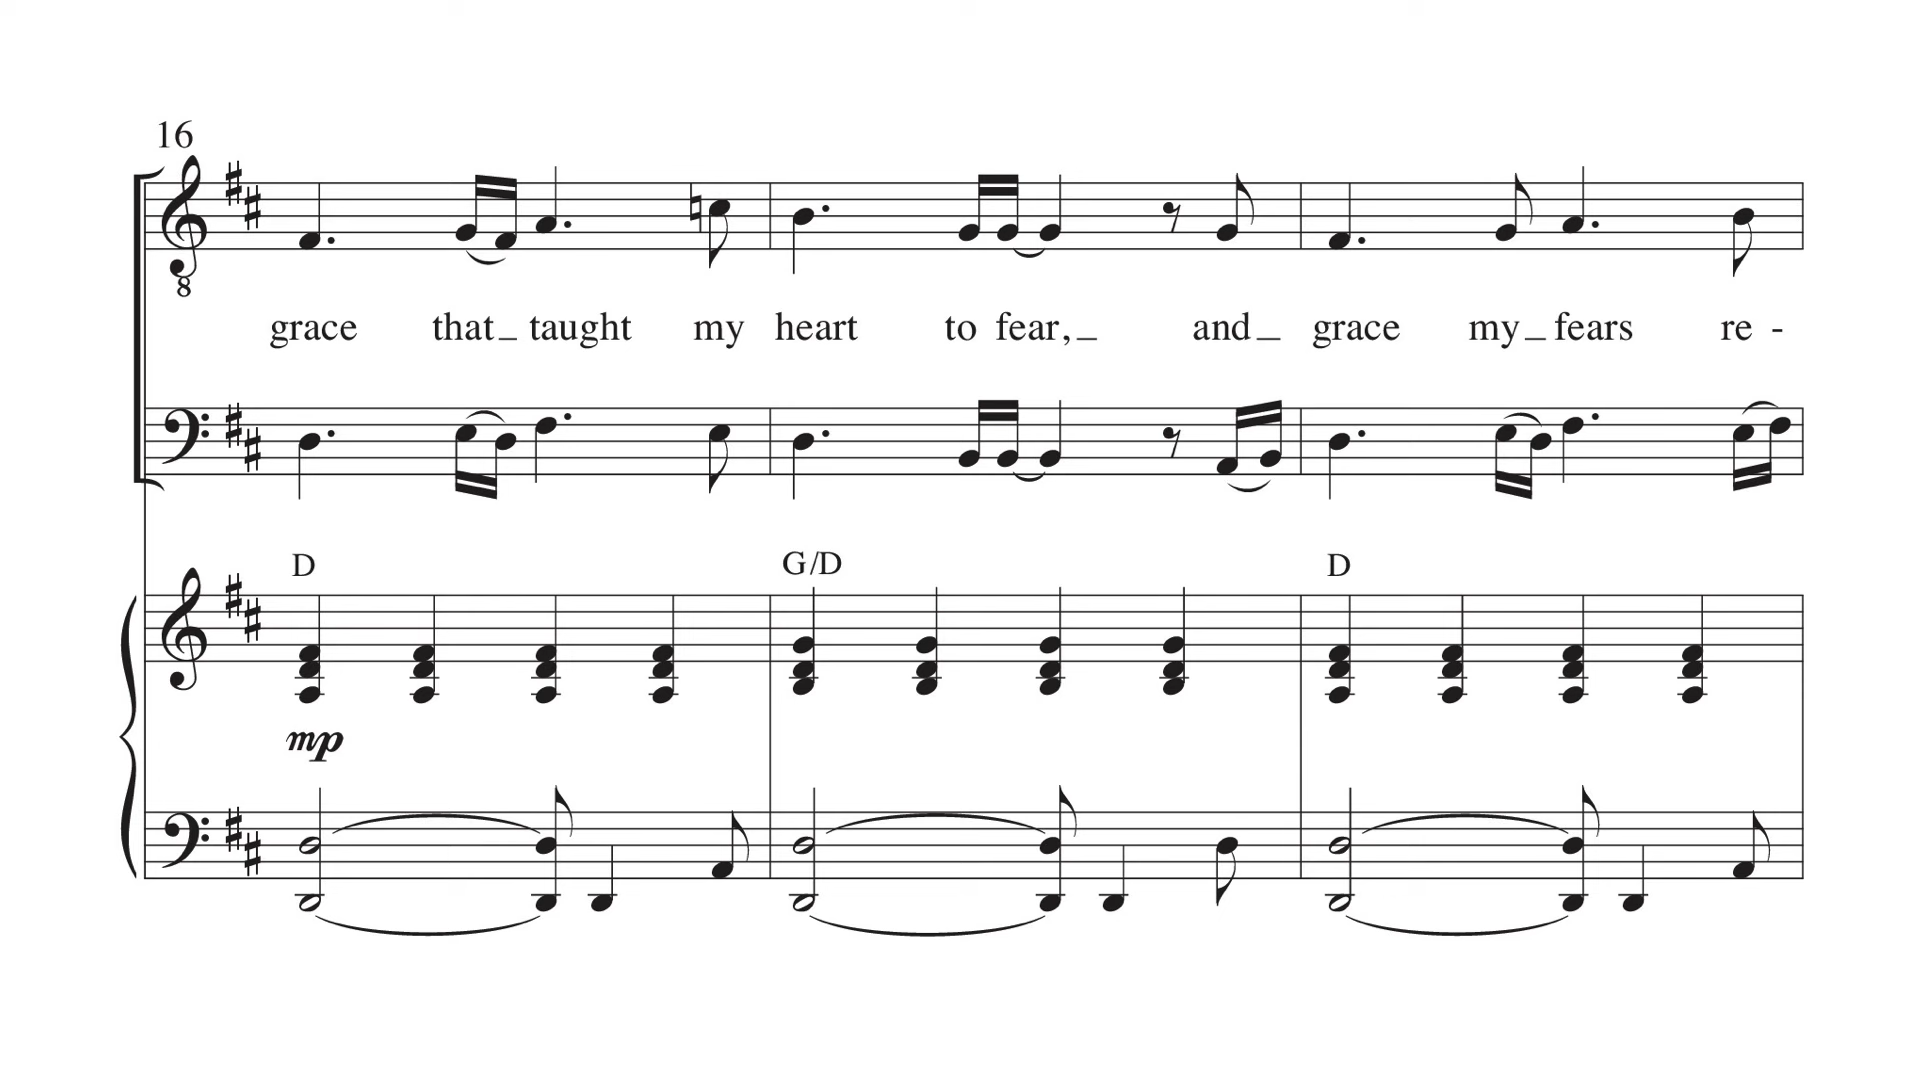 16
8
grace that_ taught my heart to fear,_ and_ grace my_ fears re -
D G/D D
mp